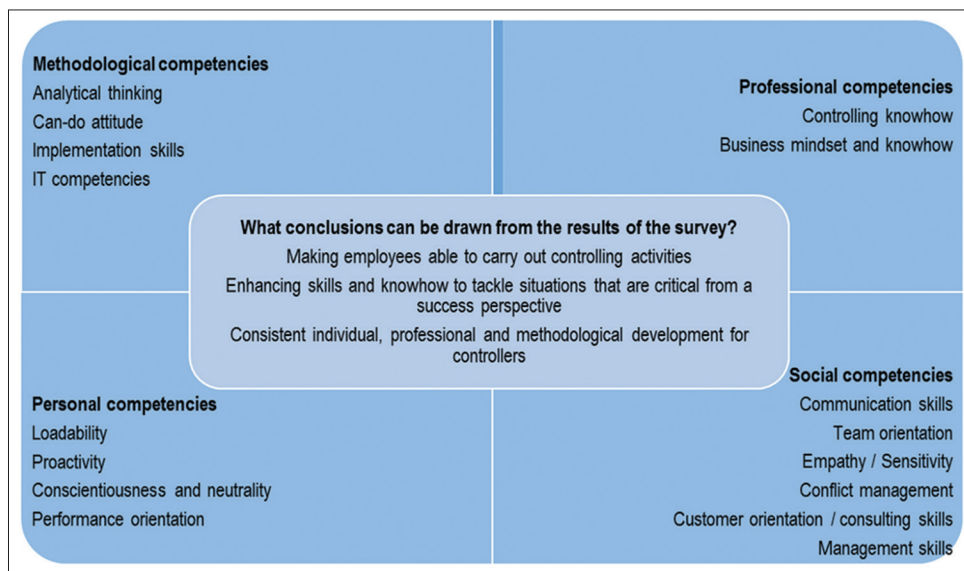 Methodological competencies
Analytical thinking
Can-do attitude
Implementation skills
IT competencies
Professional competencies
Controlling knowhow
Business mindset and knowhow
What conclusions can be drawn from the results of the survey?
Making employees able to carry out controlling activities
Enhancing skills and knowhow to tackle situations that are critical from a
success perspective
Consistent individual, professional and methodological development for
controllers
Personal competencies
Loadability
Proactivity
Conscientiousness and neutrality
Performance orientation
Social competencies
Communication skills
Team orientation
Empathy / Sensitivity
Conflict management
Customer orientation / consulting skills
Management skills